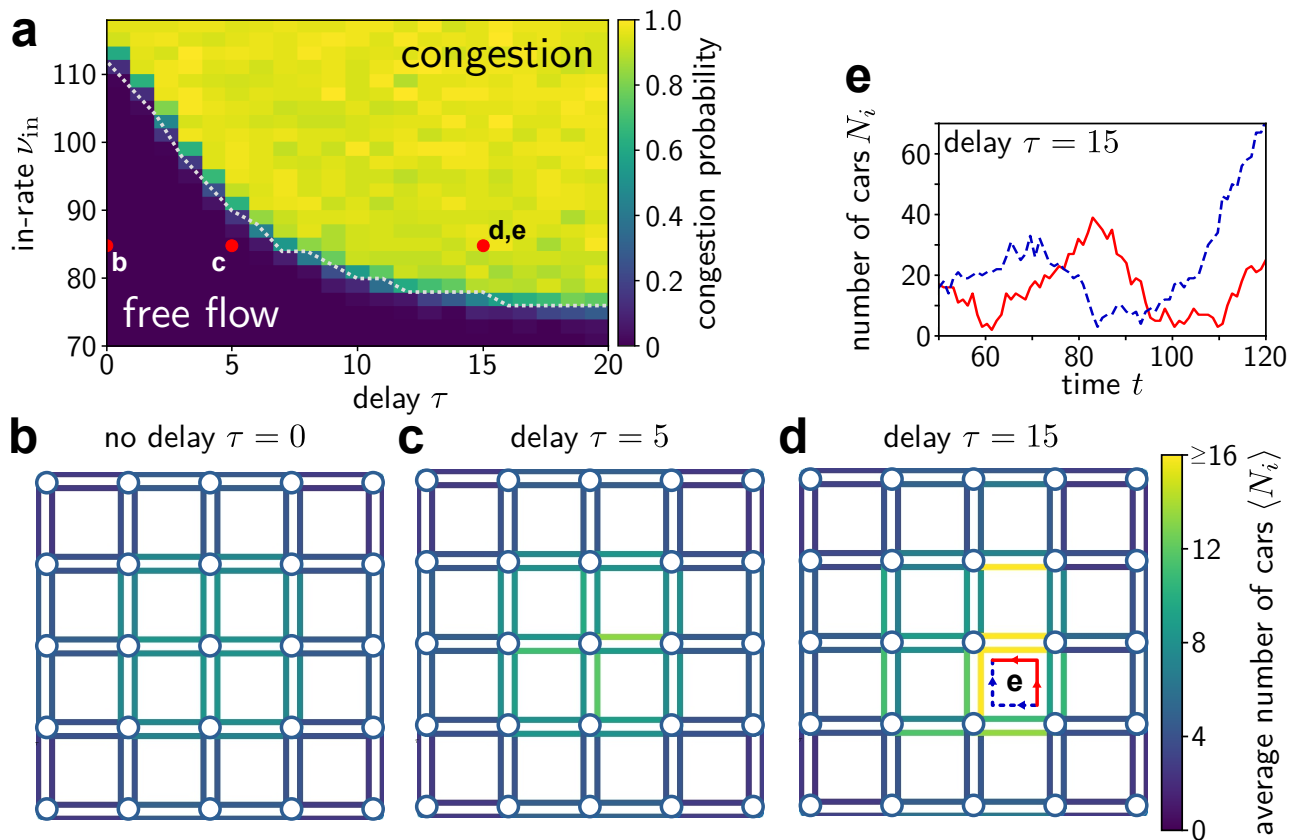 a
congestion
free flow
b
c
d,e
110
100
90
80
70
in-rate νin
0
5
10
15
20
delay τ
1.0
0.8
0.6
0.4
0.2
0
congestion probability
e
delay τ = 15
60
40
20
0
number of cars Ni
60
80
100
120
time t
b
no delay τ = 0
c
delay τ = 5
d
delay τ = 15
e
≥16
12
8
4
0
average number of cars ⟨Ni⟩